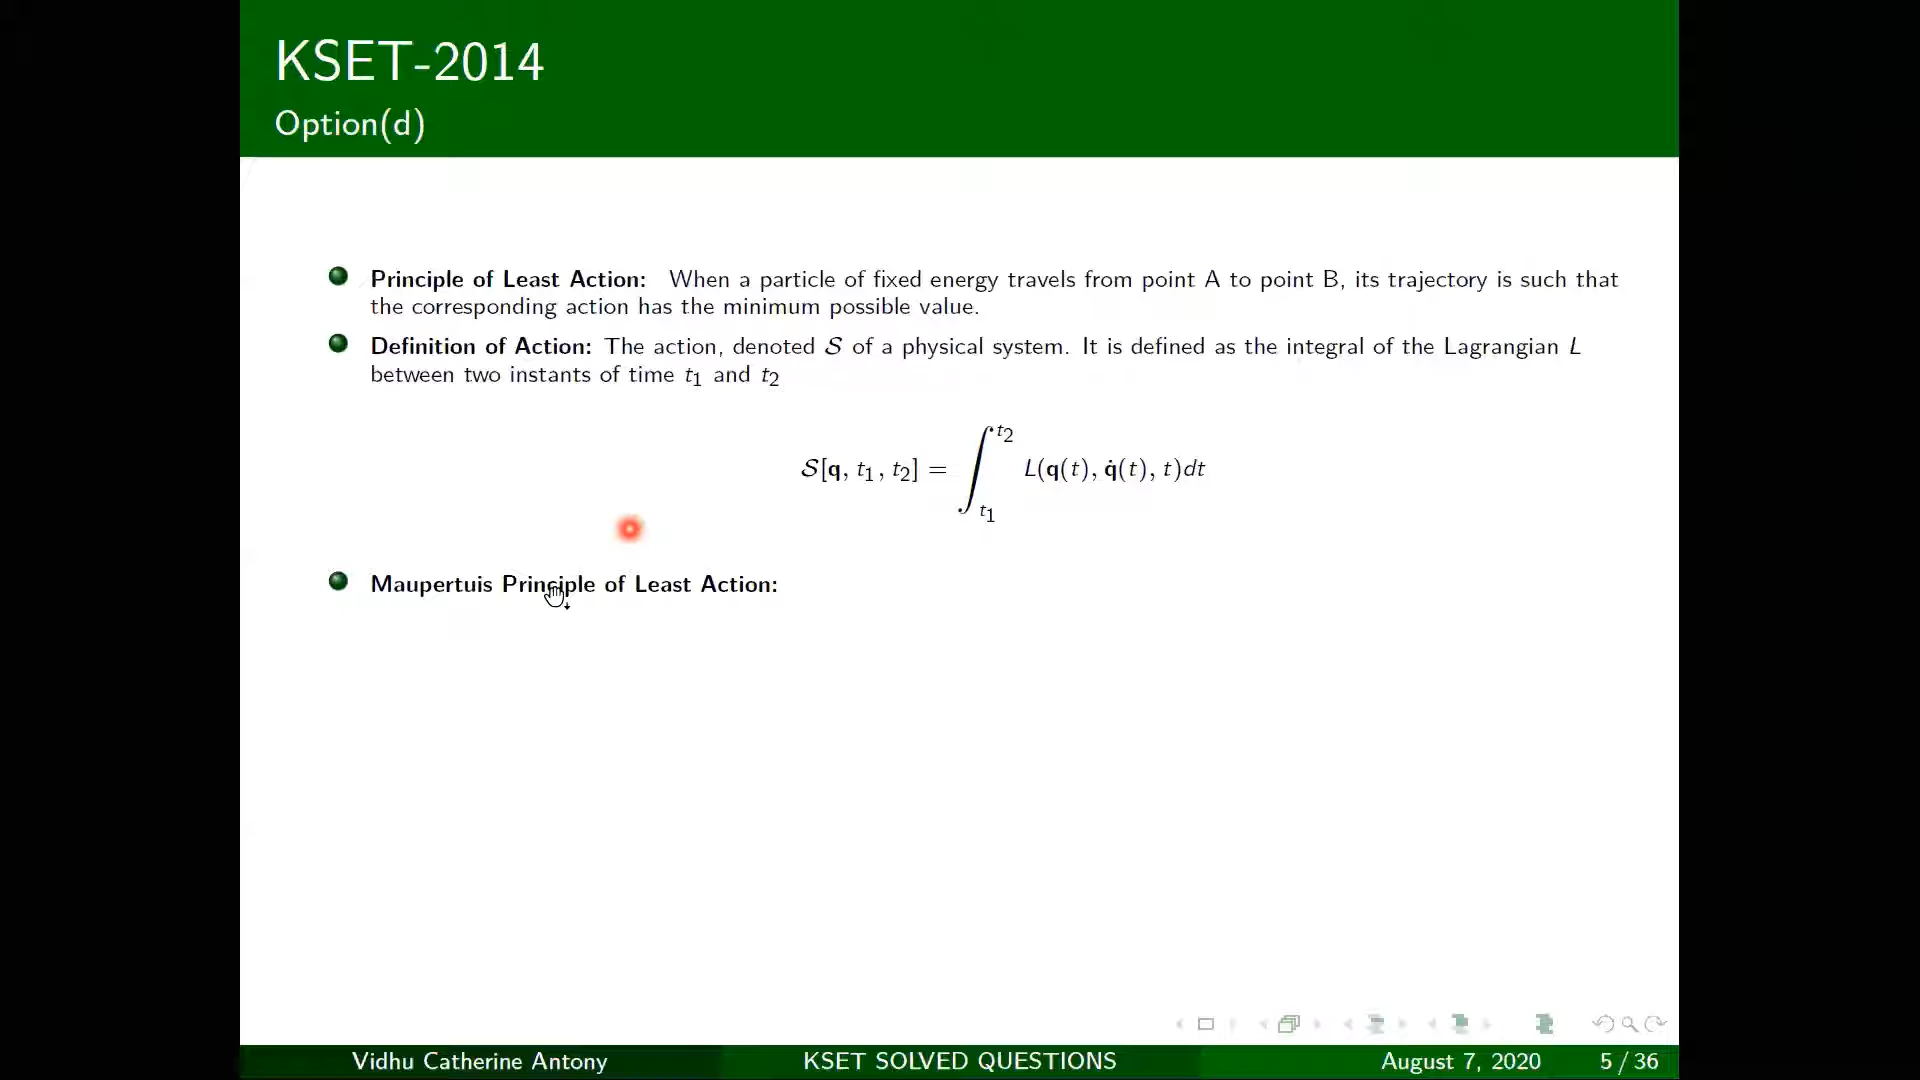 KSET-2014
Option(d)
Principle of Least Action: When a particle of fixed energy travels from point A to point B, its trajectory is such that
the corresponding action has the minimum possible value.
Definition of Action: The action, denoted 𝒮 of a physical system. It is defined as the integral of the Lagrangian L
between two instants of time t₁ and t₂
𝒮[q, t₁, t₂] = ∫ₜ₁ᵗ² L(q(t), q̇(t), t)dt
Maupertuis Principle of Least Action:
Vidhu Catherine Antony KSET SOLVED QUESTIONS August 7, 2020 5 / 36